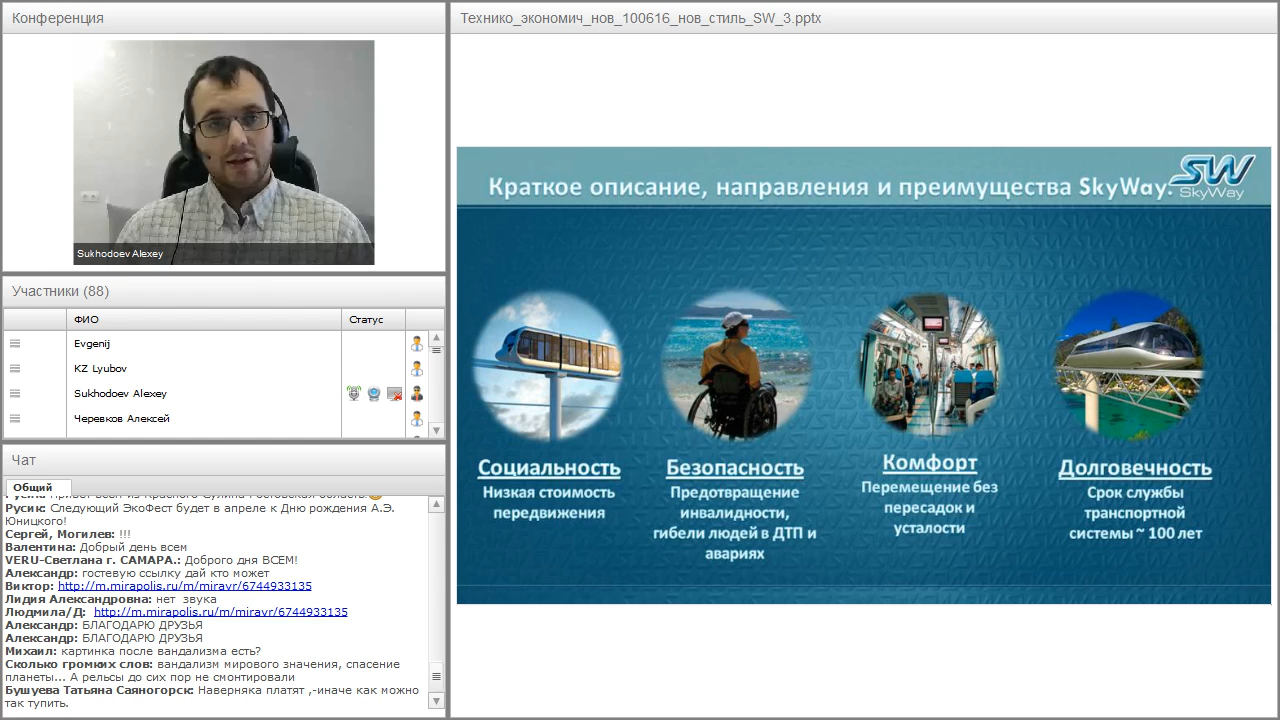 Конференция
Sukhodoev Alexey
Участники (88)
ФИО
Статус
Evgenij
KZ Lyubov
Sukhodoev Alexey
Черевков Алексей
Чат
Общий
Русик: Следующий ЭкоФест будет в апреле к Дню рождения А.Э.
Юницкого!
Сергей, Могилев: !!!
Валентина: Добрый день всем
VERU-Светлана г. САМАРА.: Доброго дня ВСЕМ!
Александр: гостевую ссылку дай кто может
Виктор: http://m.mirapolis.ru/m/miravr/6744933135
Лидия Александровна: нет звука
Людмила/Д: http://m.mirapolis.ru/m/miravr/6744933135
Александр: БЛАГОДАРЮ ДРУЗЬЯ
Александр: БЛАГОДАРЮ ДРУЗЬЯ
Михаил: картинка после вандализма есть?
Сколько громких слов: вандализм мирового значения, спасение
планеты... А рельсы до сих пор не смонтировали
Бушуева Татьяна Саяногорск: Наверняка платят ,-иначе как можно
так тупить.
Технико_экономич_нов_100616_нов_стиль_SW_3.pptx
Краткое описание, направления и преимущества SkyWay.
SW
SkyWay
Социальность
Низкая стоимость
передвижения
Безопасность
Предотвращение
инвалидности,
гибели людей в ДТП и
авариях
Комфорт
Перемещение без
пересадок и
усталости
Долговечность
Срок службы
транспортной
системы ~ 100 лет